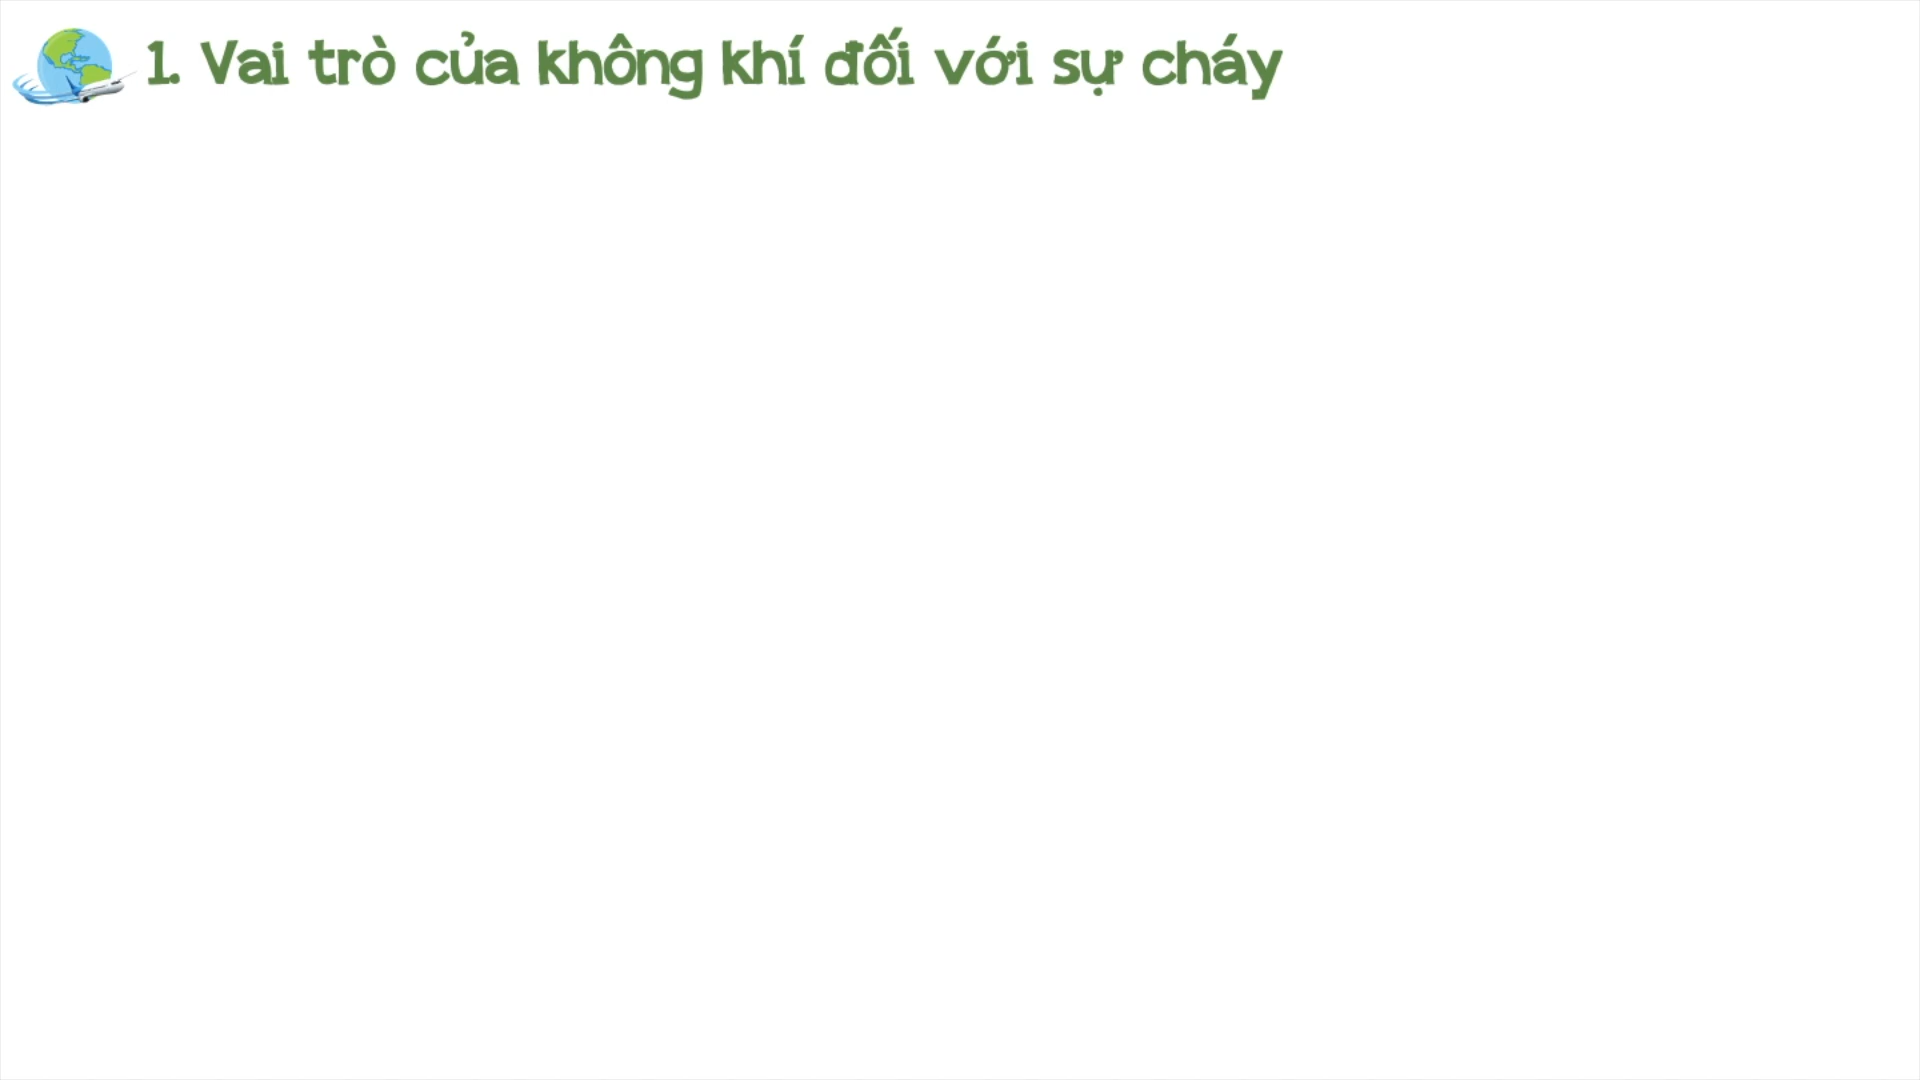 1. Vai trò của không khí đối với sự cháy